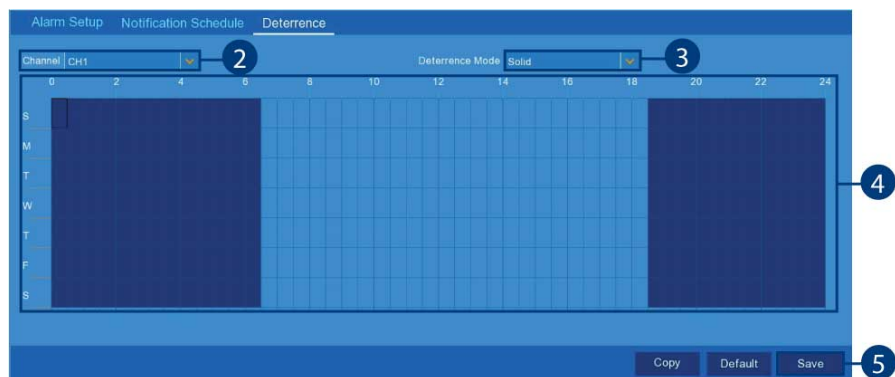 Alarm Setup Notification Schedule Deterrence
Channel CH1 2 Deterrence Mode Solid 3
0 2 4 6 8 10 12 14 16 18 20 22 24
S
M
T
W
T
F
S
4
Copy Default Save 5